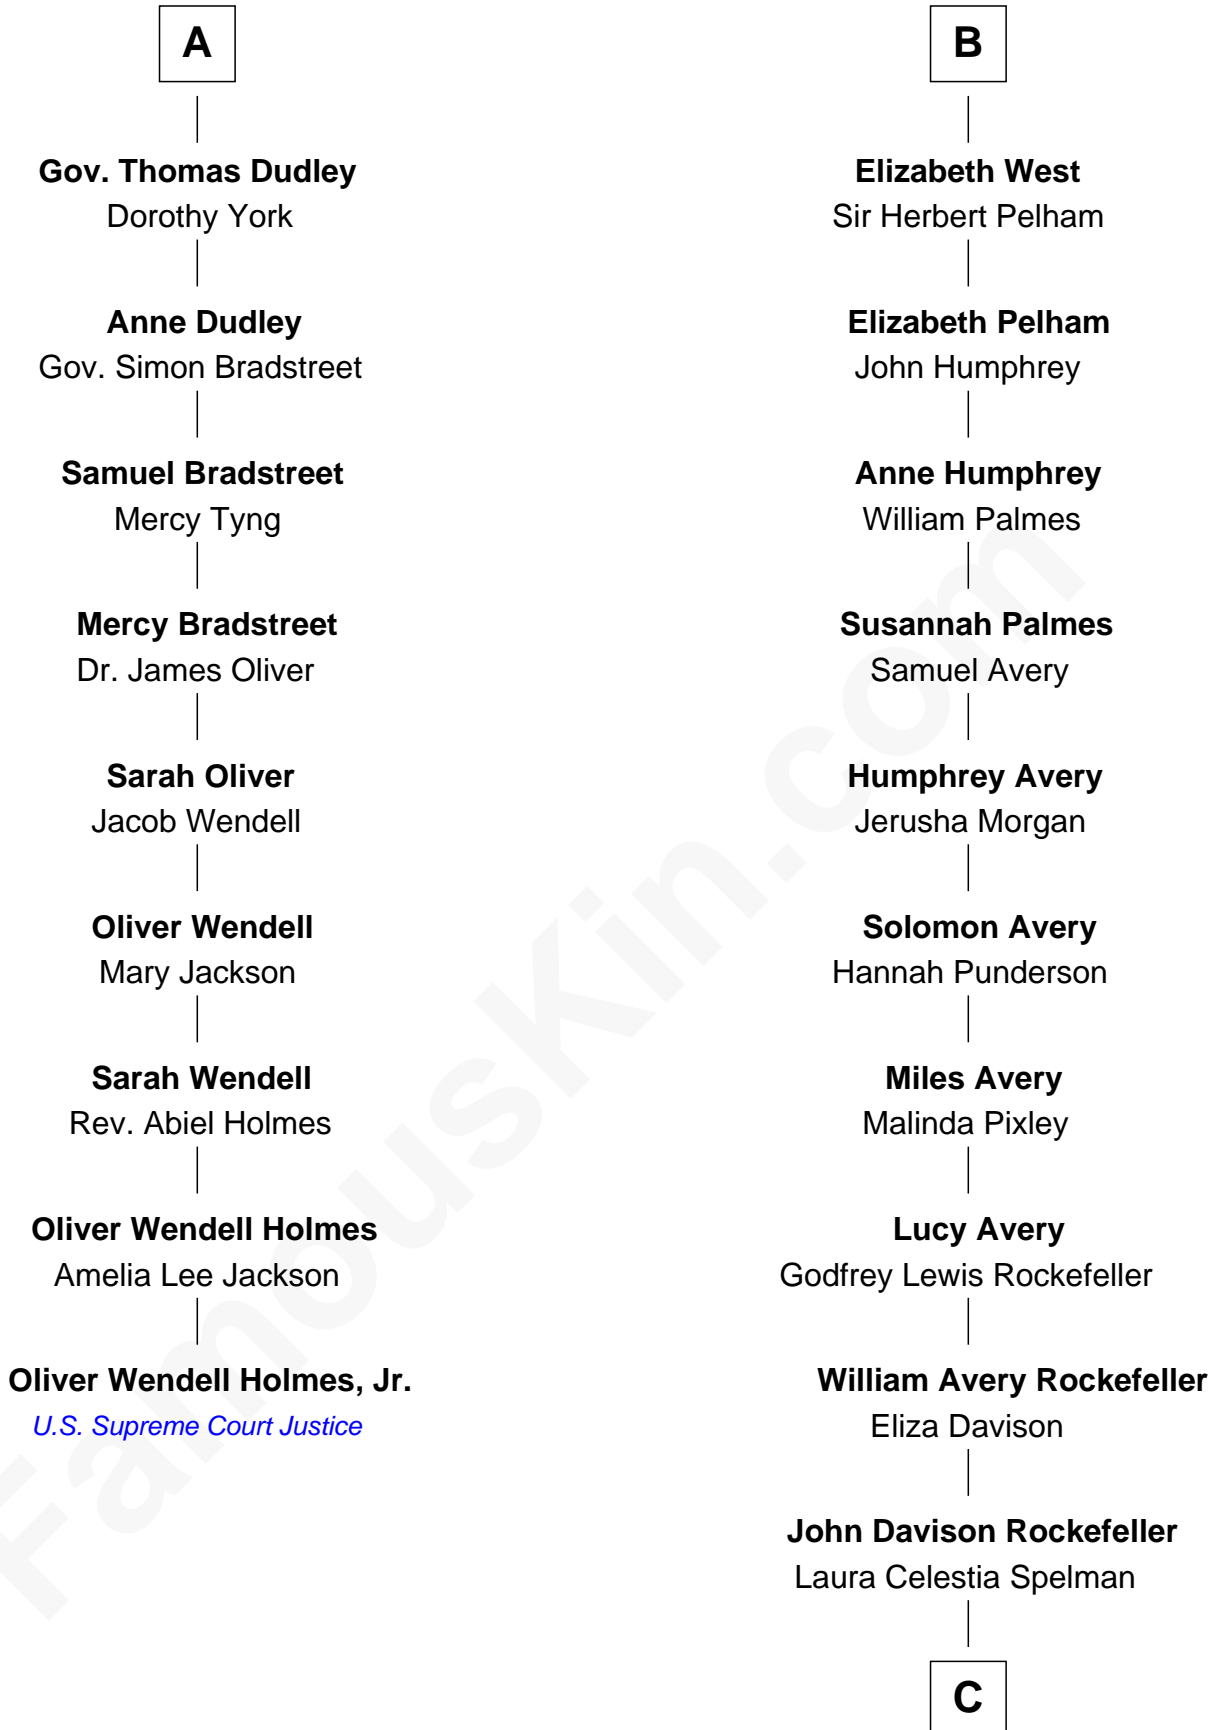 A
Gov. Thomas Dudley
Dorothy York
Anne Dudley
Gov. Simon Bradstreet
Samuel Bradstreet
Mercy Tyng
Mercy Bradstreet
Dr. James Oliver
Sarah Oliver
Jacob Wendell
Oliver Wendell
Mary Jackson
Sarah Wendell
Rev. Abiel Holmes
Oliver Wendell Holmes
Amelia Lee Jackson
Oliver Wendell Holmes, Jr.
U.S. Supreme Court Justice
B
Elizabeth West
Sir Herbert Pelham
Elizabeth Pelham
John Humphrey
Anne Humphrey
William Palmes
Susannah Palmes
Samuel Avery
Humphrey Avery
Jerusha Morgan
Solomon Avery
Hannah Punderson
Miles Avery
Malinda Pixley
Lucy Avery
Godfrey Lewis Rockefeller
William Avery Rockefeller
Eliza Davison
John Davison Rockefeller
Laura Celestia Spelman
C
FamousKin.com